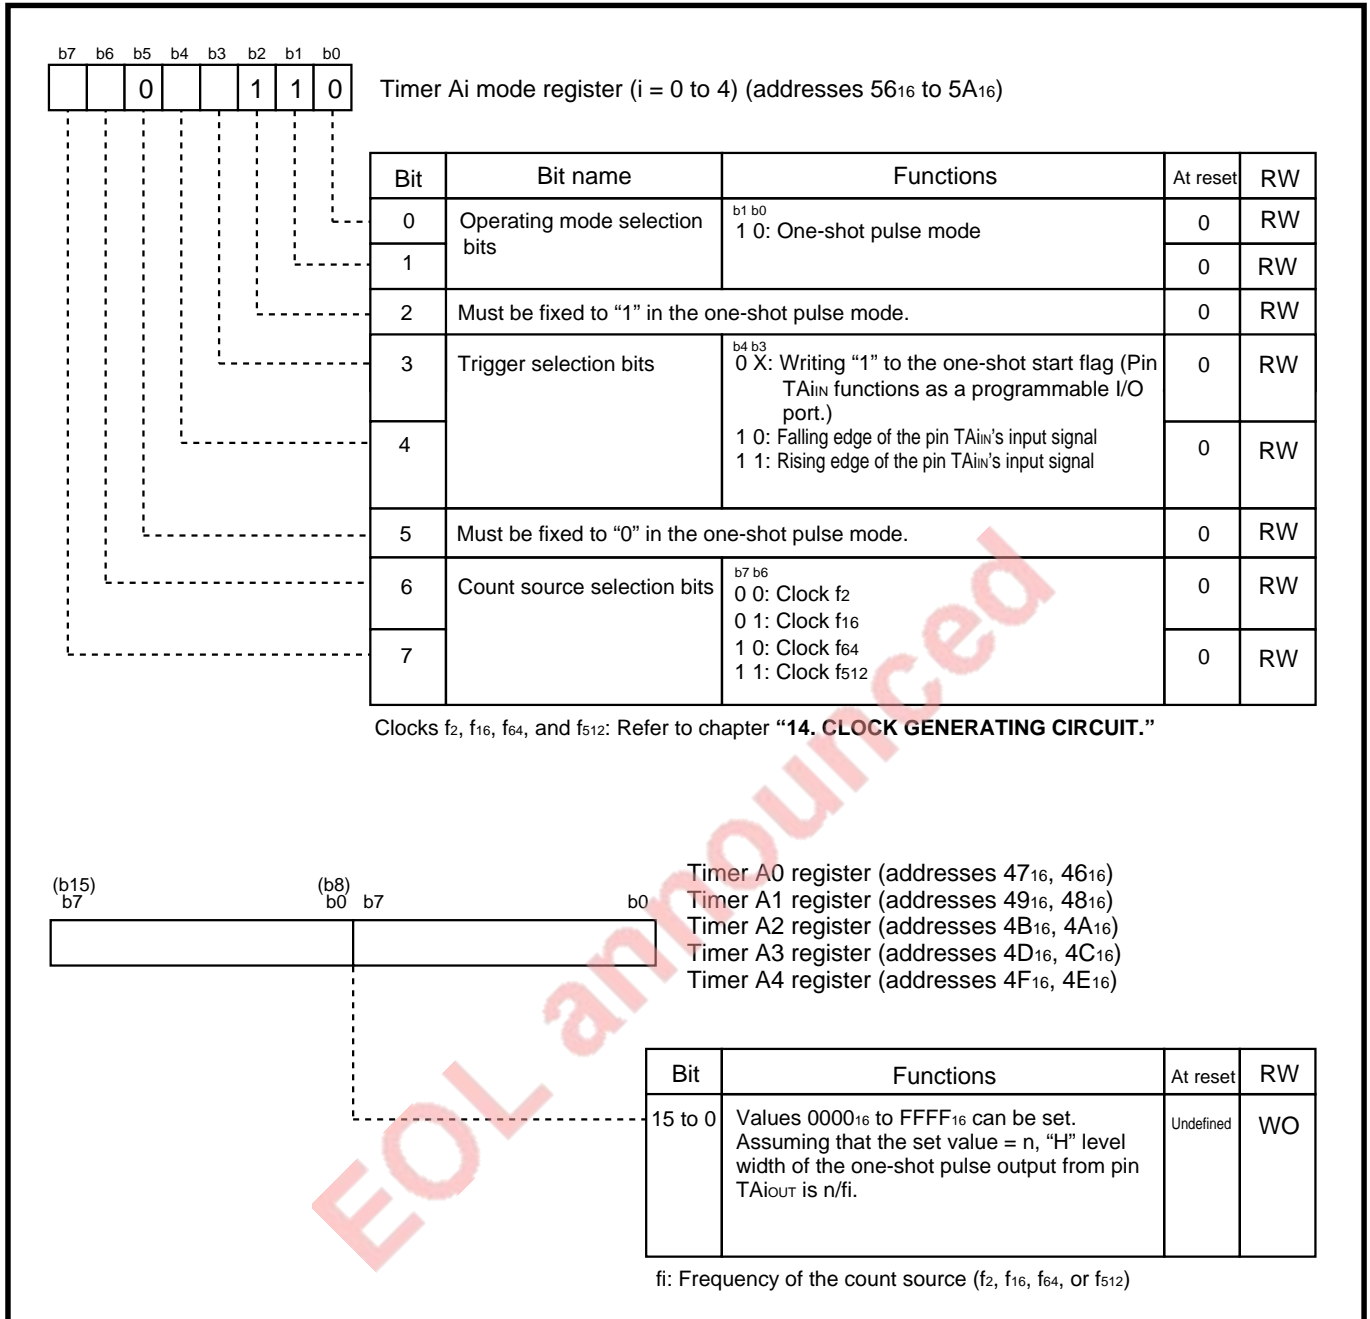 b7 b6 b5 b4 b3 b2 b1 b0
0 1 1 0
Timer Ai mode register (i = 0 to 4) (addresses 5616 to 5A16)
Bit Bit name Functions At reset RW
0 Operating mode selection bits b1 b0 0 RW
1 0: One-shot pulse mode
1 0 RW
2 Must be fixed to “1” in the one-shot pulse mode. 0 RW
3 Trigger selection bits b4 b3 0 RW
0 X: Writing “1” to the one-shot start flag (Pin
TAiIN functions as a programmable I/O
port.)
4 1 0: Falling edge of the pin TAiIN’s input signal 0 RW
1 1: Rising edge of the pin TAiIN’s input signal
5 Must be fixed to “0” in the one-shot pulse mode. 0 RW
6 Count source selection bits b7 b6 0 RW
0 0: Clock f2
0 1: Clock f16
7 1 0: Clock f64 0 RW
1 1: Clock f512
Clocks f2, f16, f64, and f512: Refer to chapter “14. CLOCK GENERATING CIRCUIT.”
(b15) (b8)
b7 b0 b7 b0
Timer A0 register (addresses 4716, 4616)
Timer A1 register (addresses 4916, 4816)
Timer A2 register (addresses 4B16, 4A16)
Timer A3 register (addresses 4D16, 4C16)
Timer A4 register (addresses 4F16, 4E16)
Bit Functions At reset RW
15 to 0 Values 000016 to FFFF16 can be set. Undefined WO
Assuming that the set value = n, “H” level
width of the one-shot pulse output from pin
TAiOUT is n/fi.
fi: Frequency of the count source (f2, f16, f64, or f512)
EOL announced